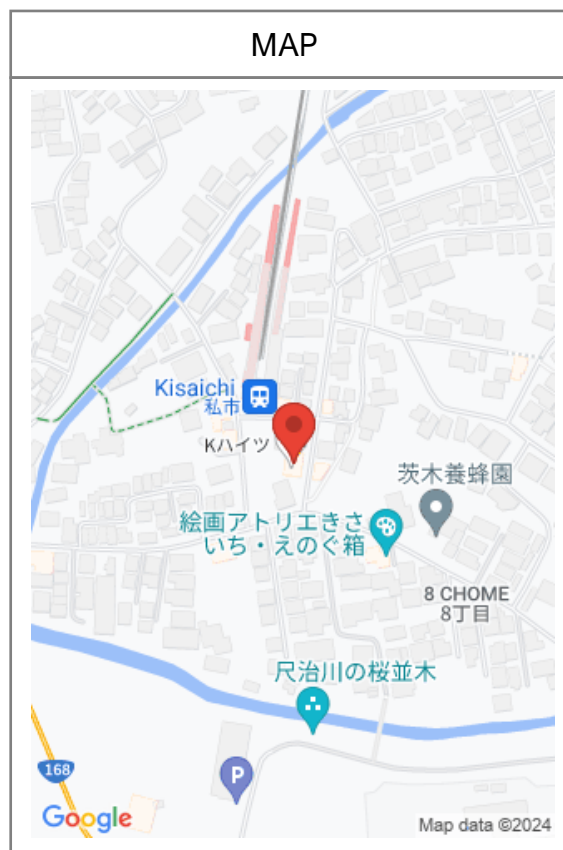 MAP
Kisaichi
私市
Kハイツ
茨木養蜂園
絵画アトリエきさ
いち・えのぐ箱
8 CHOME
8丁目
尺治川の桜並木
168
P
Google
Map data ©2024